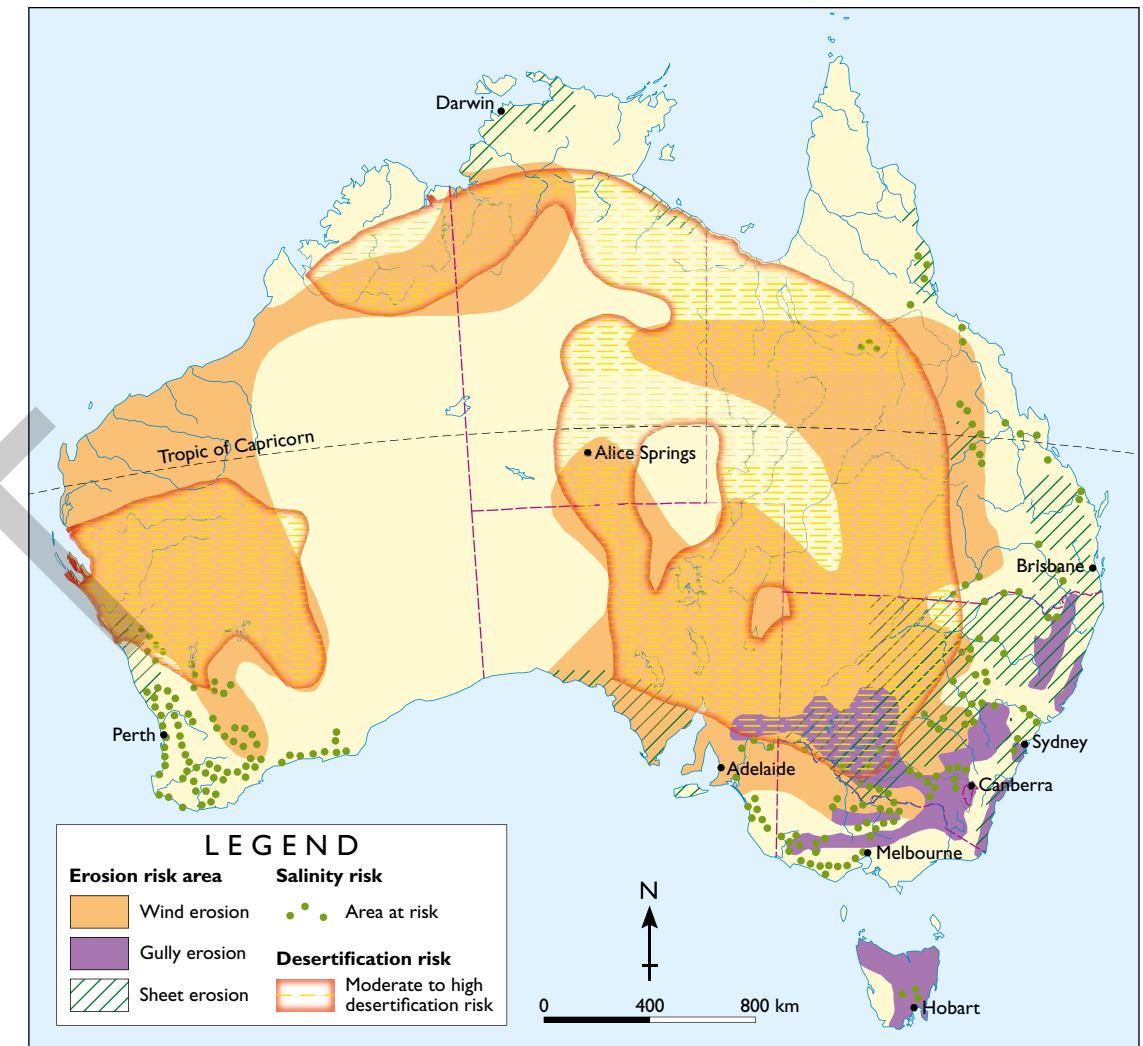 Darwin
Tropic of Capricorn
Alice Springs
Brisbane
Perth
Sydney
Adelaide
Canberra
Melbourne
LEGEND
Erosion risk area
Wind erosion
Gully erosion
Sheet erosion
Salinity risk
Area at risk
Desertification risk
Moderate to high
desertification risk
N
0 400 800 km
Hobart